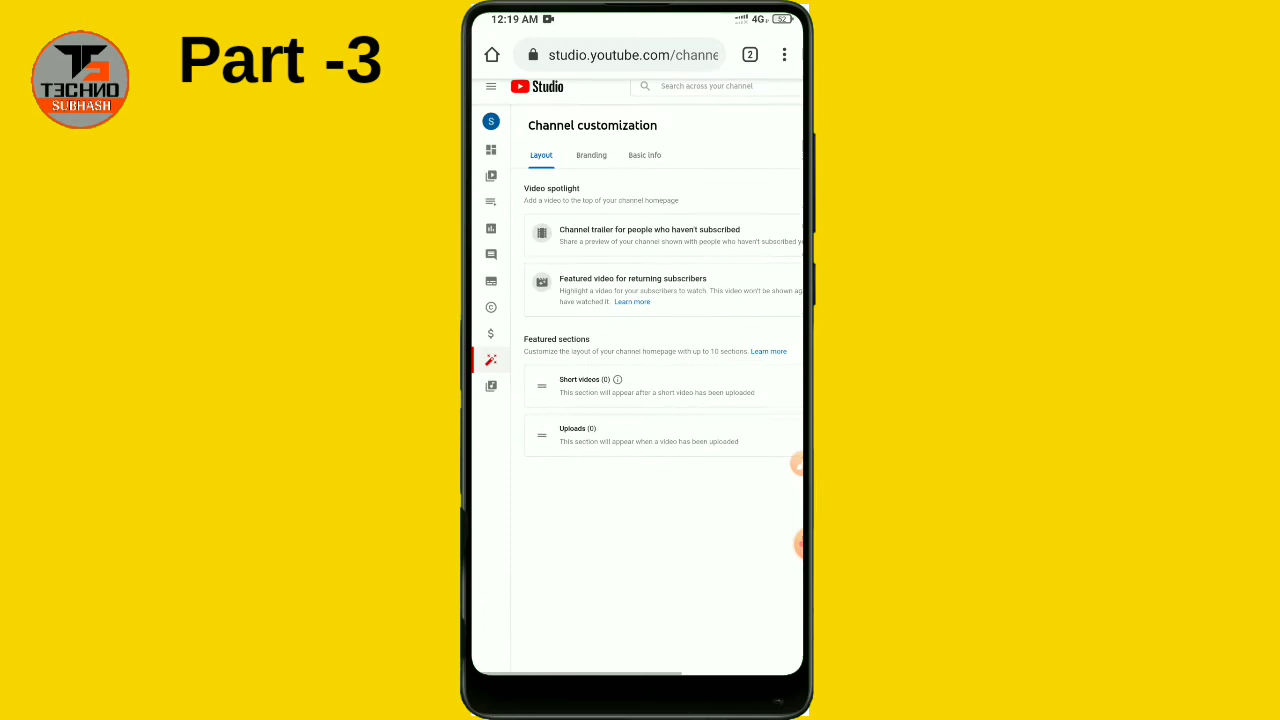 Part -3
T3
T3CHNO
SUBHASH
12:19 AM
4G+
52
studio.youtube.com/channe
2
Studio
Search across your channel
S
Channel customization
Layout
Branding
Basic info
Video spotlight
Add a video to the top of your channel homepage
Channel trailer for people who haven't subscribed
Share a preview of your channel shown with people who haven't subscribed
Featured video for returning subscribers
Highlight a video for your subscribers to watch. This video won't be shown
have watched it. Learn more
Featured sections
Customize the layout of your channel homepage with up to 10 sections. Learn more
Short videos (0)
This section will appear after a short video has been uploaded
Uploads (0)
This section will appear when a video has been uploaded